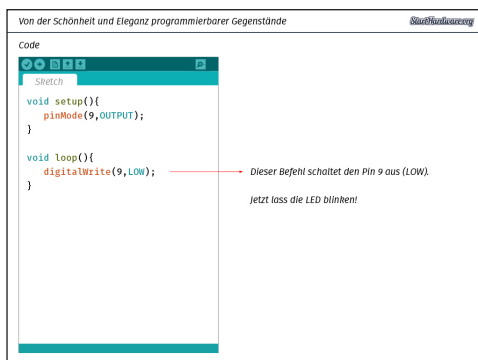 Von der Schönheit und Eleganz programmierbarer Gegenstände
StartHardware.org
Code
Sketch
void setup(){
pinMode(9,OUTPUT);
}
void loop(){
digitalWrite(9,LOW);
Dieser Befehl schaltet den Pin 9 aus (LOW).
}
Jetzt lass die LED blinken!